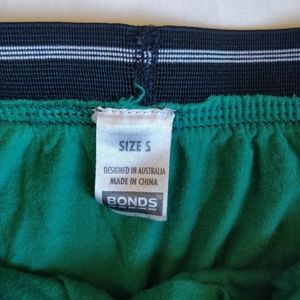 SIZE S
DESIGNED IN AUSTRALIA
MADE IN CHINA
BONDS